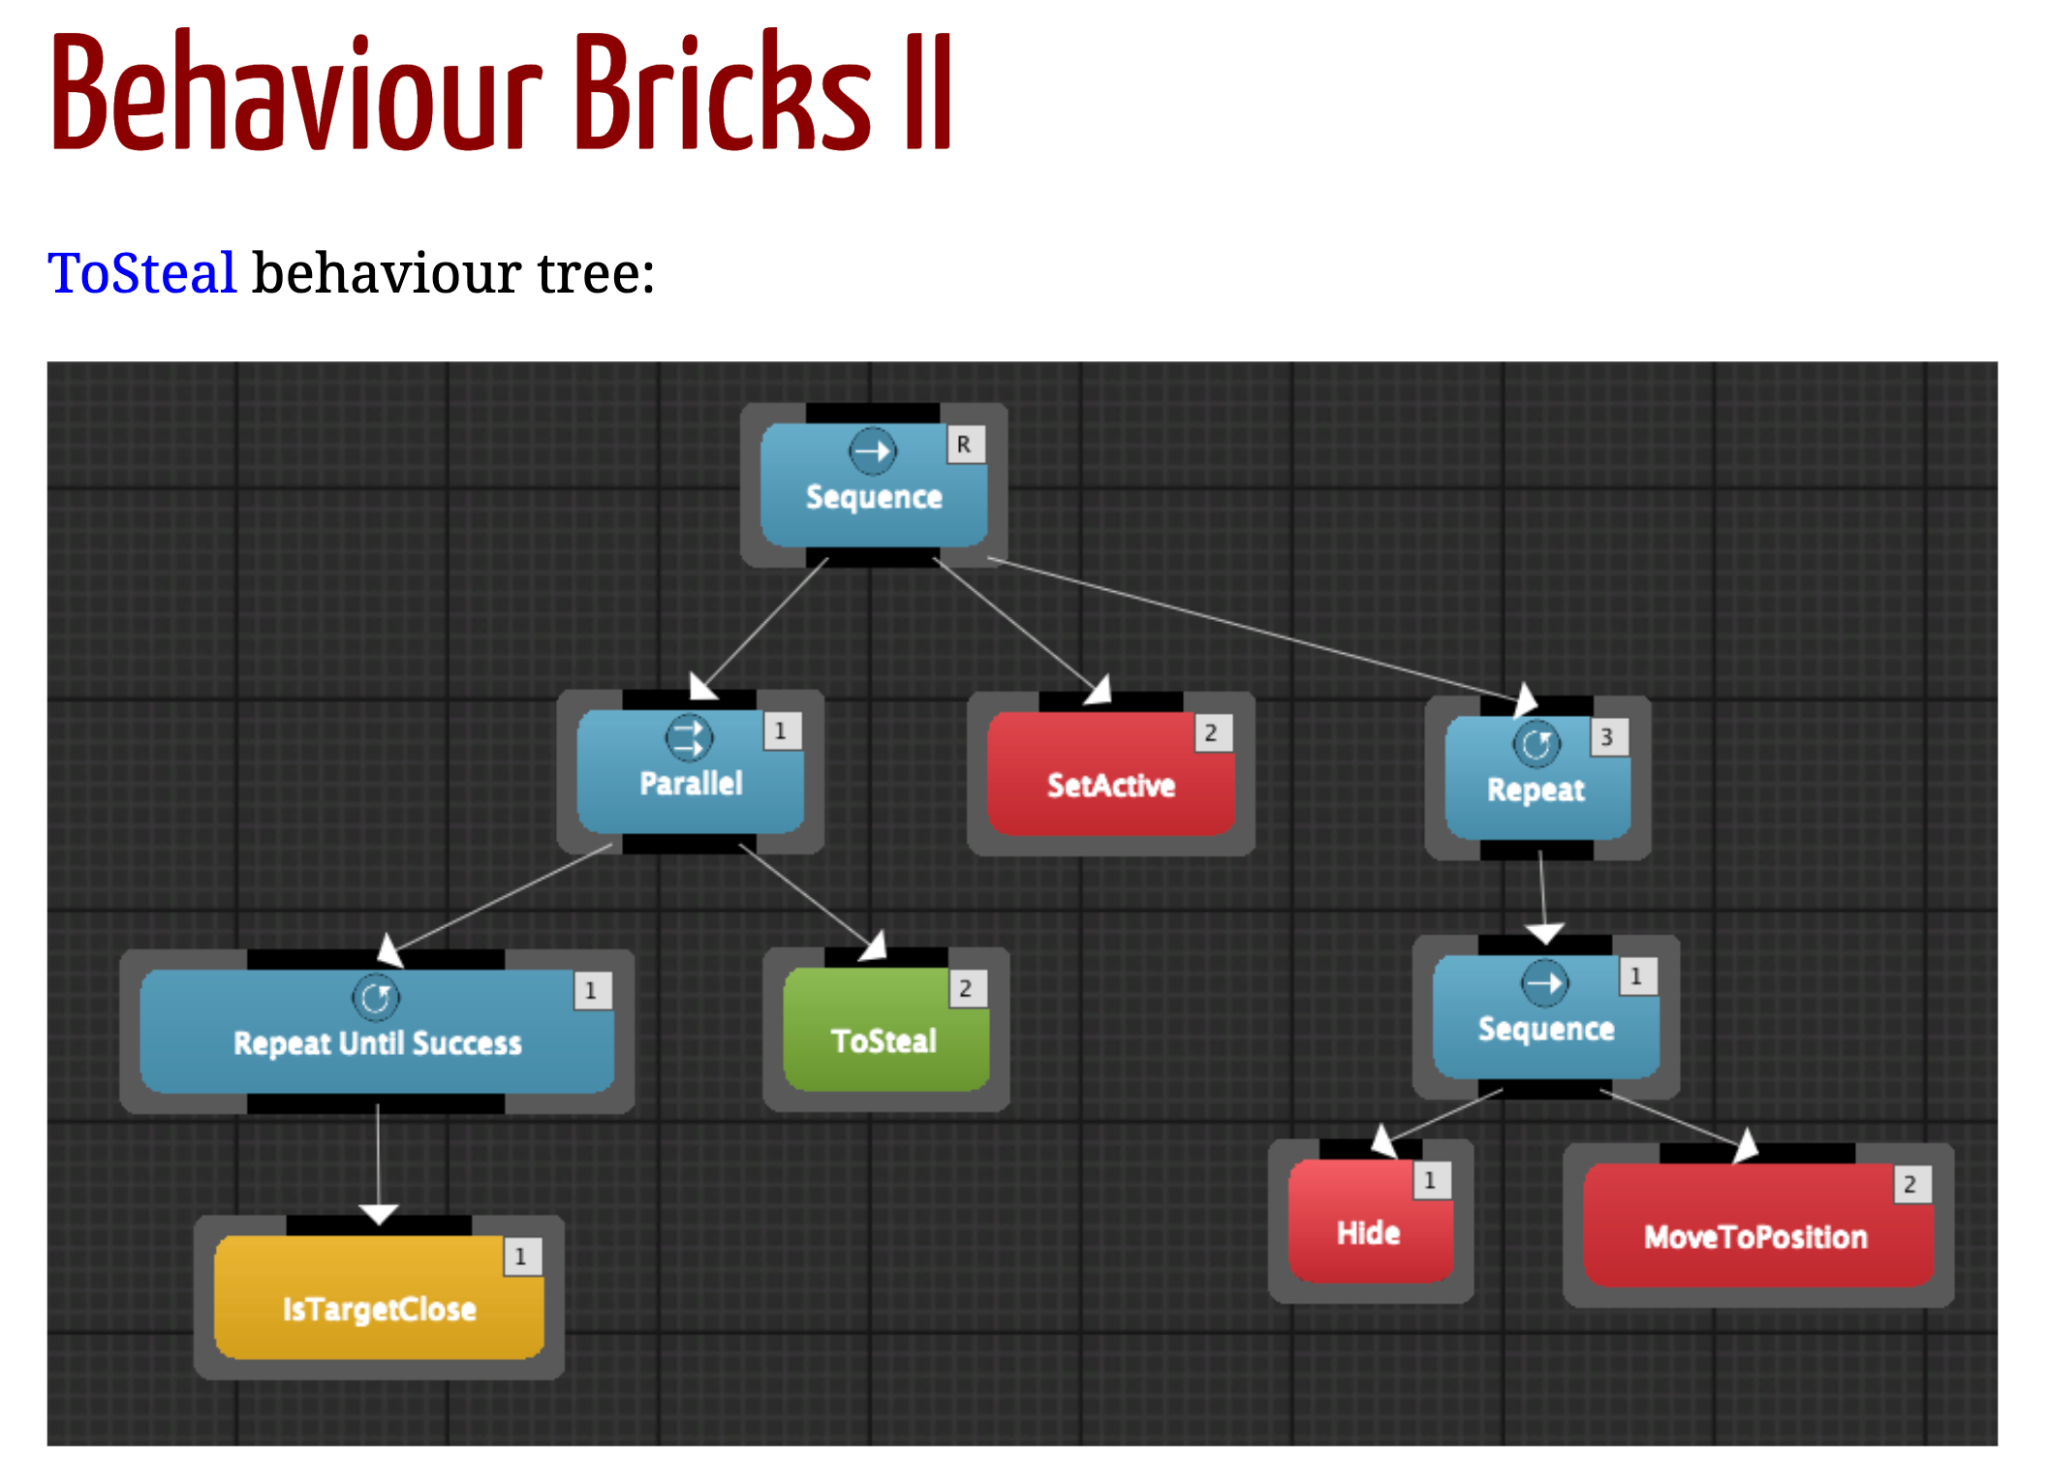 Behaviour Bricks II
ToSteal behaviour tree:
R
Sequence
1
Parallel
2
SetActive
3
Repeat
1
Repeat Until Success
2
ToSteal
1
Sequence
1
IsTargetClose
1
Hide
2
MoveToPosition